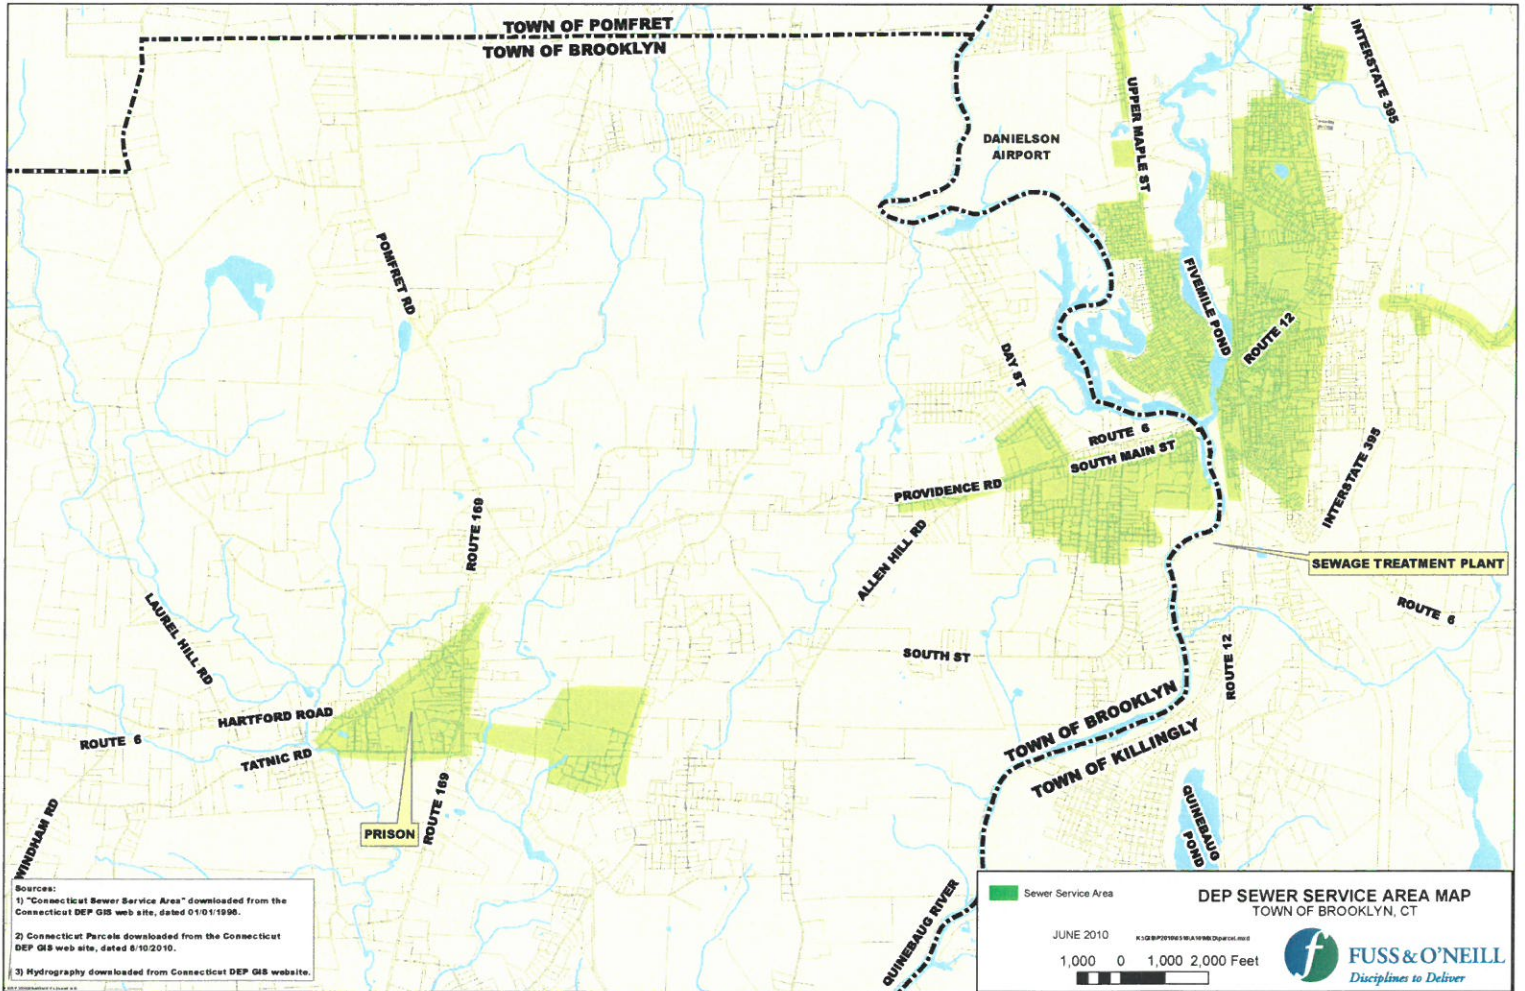 TOWN OF POMFRET
TOWN OF BROOKLYN
INTERSTATE 395
UPPER MAPLE ST
DANIELSON
AIRPORT
POMFRET RD
FIVEMILE POND
ROUTE 12
DAY ST
ROUTE 6
SOUTH MAIN ST
PROVIDENCE RD
INTERSTATE 395
ROUTE 169
ALLEN HILL RD
SEWAGE TREATMENT PLANT
ROUTE 6
LAUREL HILL RD
SOUTH ST
ROUTE 12
HARTFORD ROAD
ROUTE 6
TATNIC RD
TOWN OF BROOKLYN
TOWN OF KILLINGLY
PRISON
ROUTE 169
WINDHAM RD
QUINEBAUG
POND
QUINEBAUG RIVER
Sources:
1) "Connecticut Sewer Service Area" downloaded from the
Connecticut DEP GIS web site, dated 01/01/1998.
2) Connecticut Parcels downloaded from the Connecticut
DEP GIS web site, dated 8/10/2010.
3) Hydrography downloaded from Connecticut DEP GIS website.
Sewer Service Area
DEP SEWER SERVICE AREA MAP
TOWN OF BROOKLYN, CT
JUNE 2010
1,000 0 1,000 2,000 Feet
FUSS & O'NEILL
Disciplines to Deliver